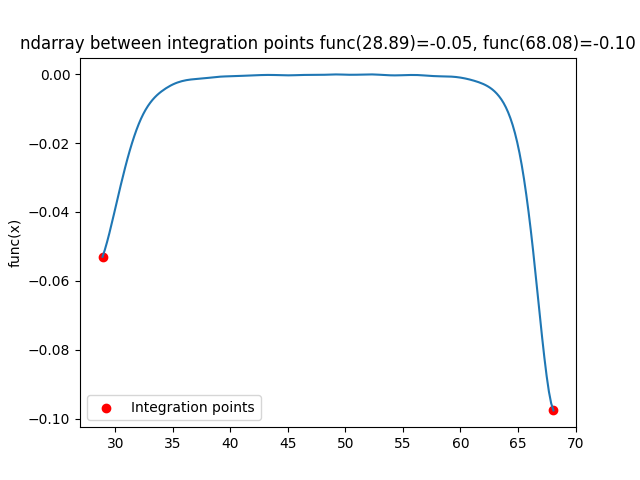 ndarray between integration points func(28.89)=-0.05, func(68.08)=-0.10
func(x)
0.00
−0.02
−0.04
−0.06
−0.08
−0.10
Integration points
30 35 40 45 50 55 60 65 70